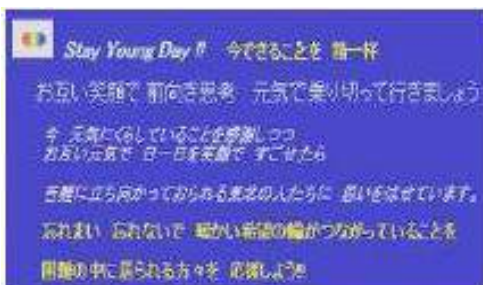 Stay Young Day !! 今できることを 精一杯
お互い笑顔で 前向き思考 元気で乗り切って行きましょう
今 元気にくらしていることを感謝しつつ
お互い元気で 日一日を笑顔で すごせたら
困難に立ち向かっておられる東北の人たちに 思いをはせています。
忘れまい 忘れないで 暖かい希望の輪がつながっていることを
困難の中に居られる方々を 応援しよう!!